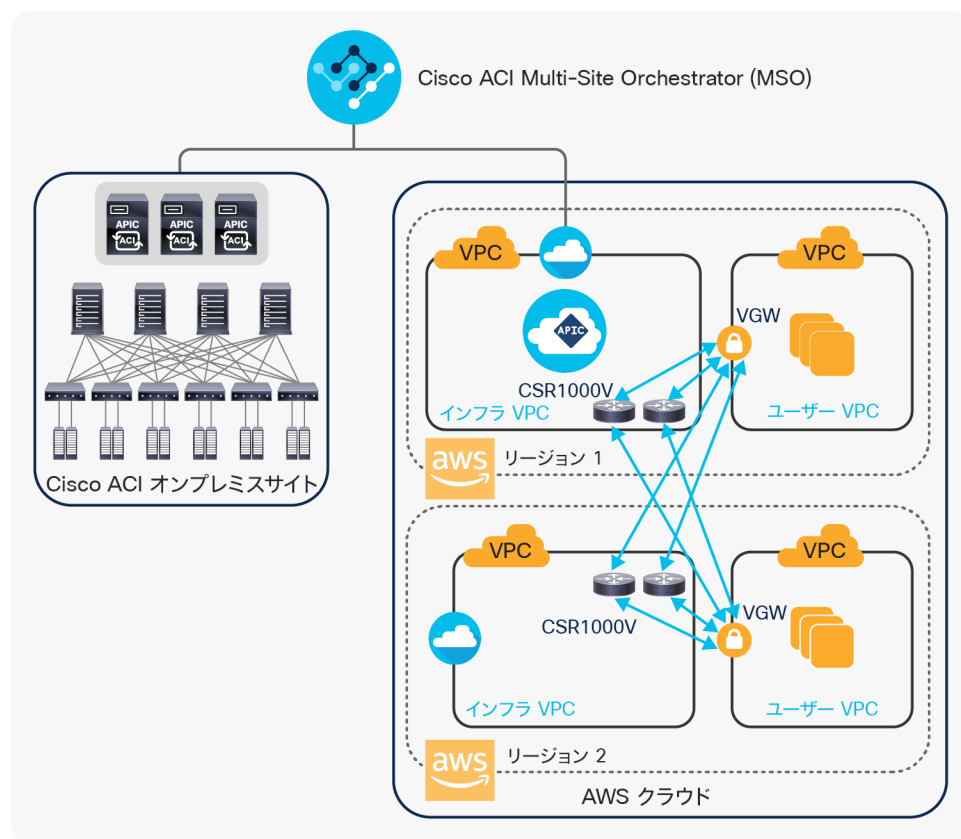 Cisco ACI Multi-Site Orchestrator (MSO)
APIC
ACI
APIC
ACI
APIC
ACI
Cisco ACI オンプレミスサイト
VPC
VPC
APIC
VGW
CSR1000V
インフラ VPC
ユーザー VPC
aws
リージョン 1
VPC
VPC
CSR1000V
VGW
インフラ VPC
ユーザー VPC
aws
リージョン 2
AWS クラウド